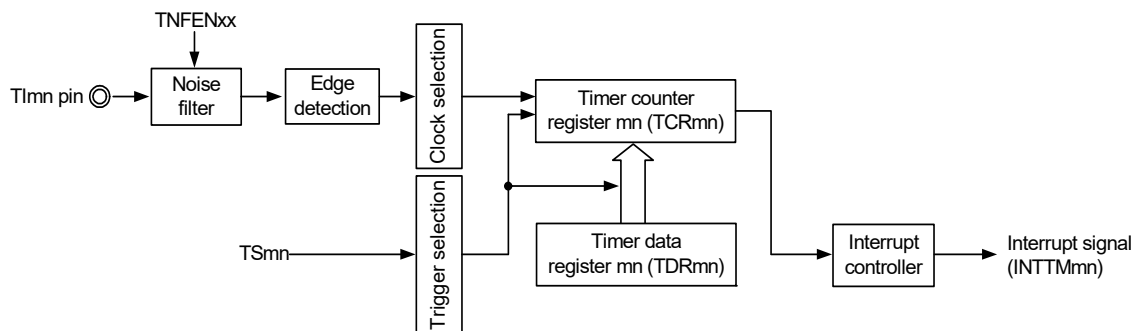 TNFENxx
TImn pin
Noise
filter
Edge
detection
Clock selection
Timer counter
register mn (TCRmn)
TSmn
Trigger selection
Timer data
register mn (TDRmn)
Interrupt
controller
Interrupt signal
(INTTMmn)